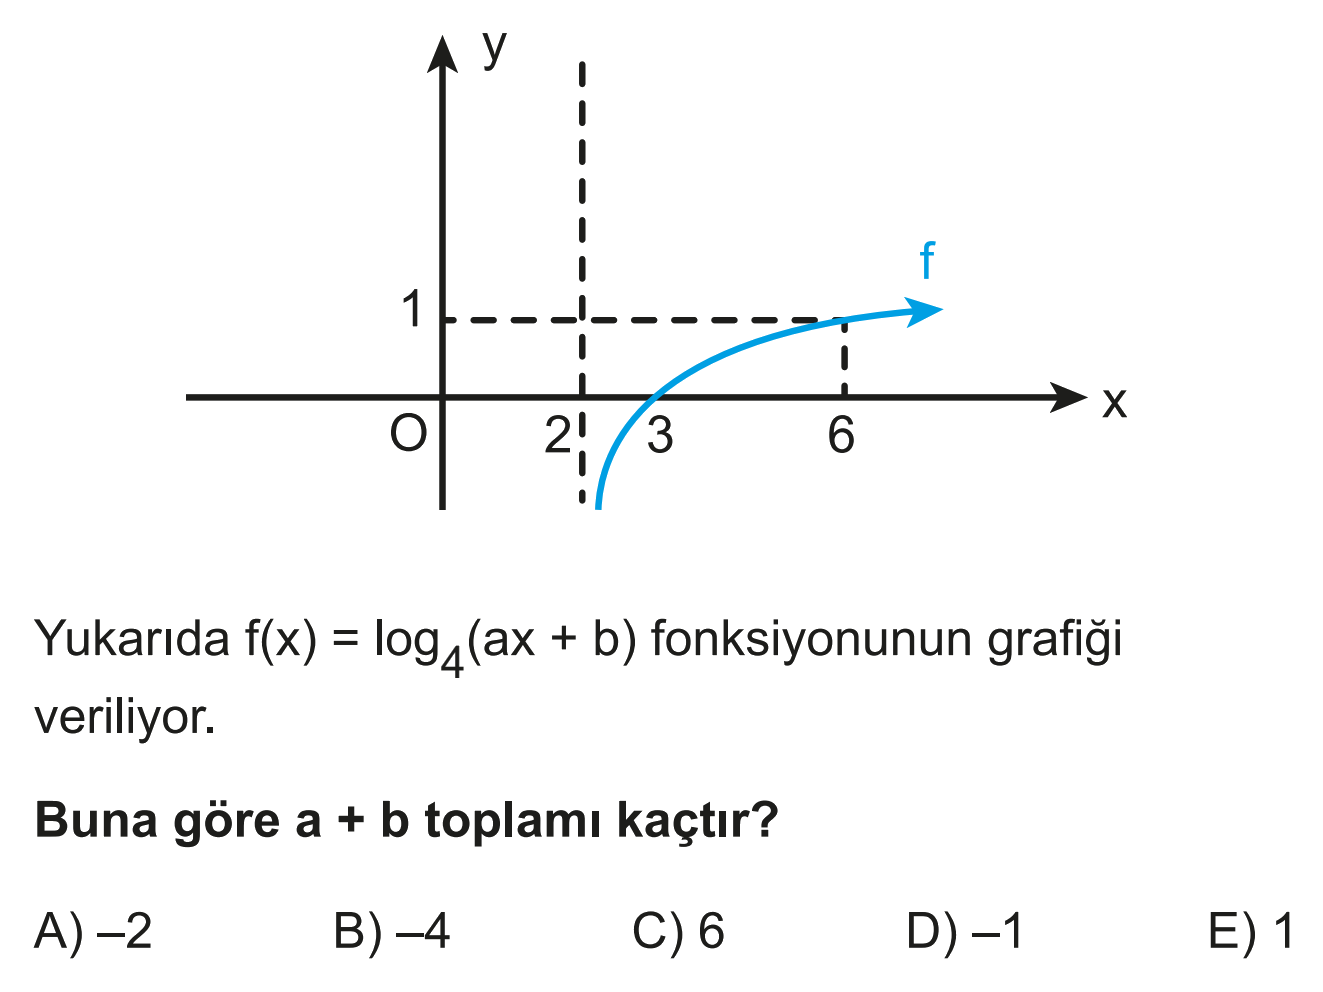 y
f
1
x
O 2 3 6
Yukarıda f(x) = log₄(ax + b) fonksiyonunun grafiği
veriliyor.
Buna göre a + b toplamı kaçtır?
A) –2 B) –4 C) 6 D) –1 E) 1